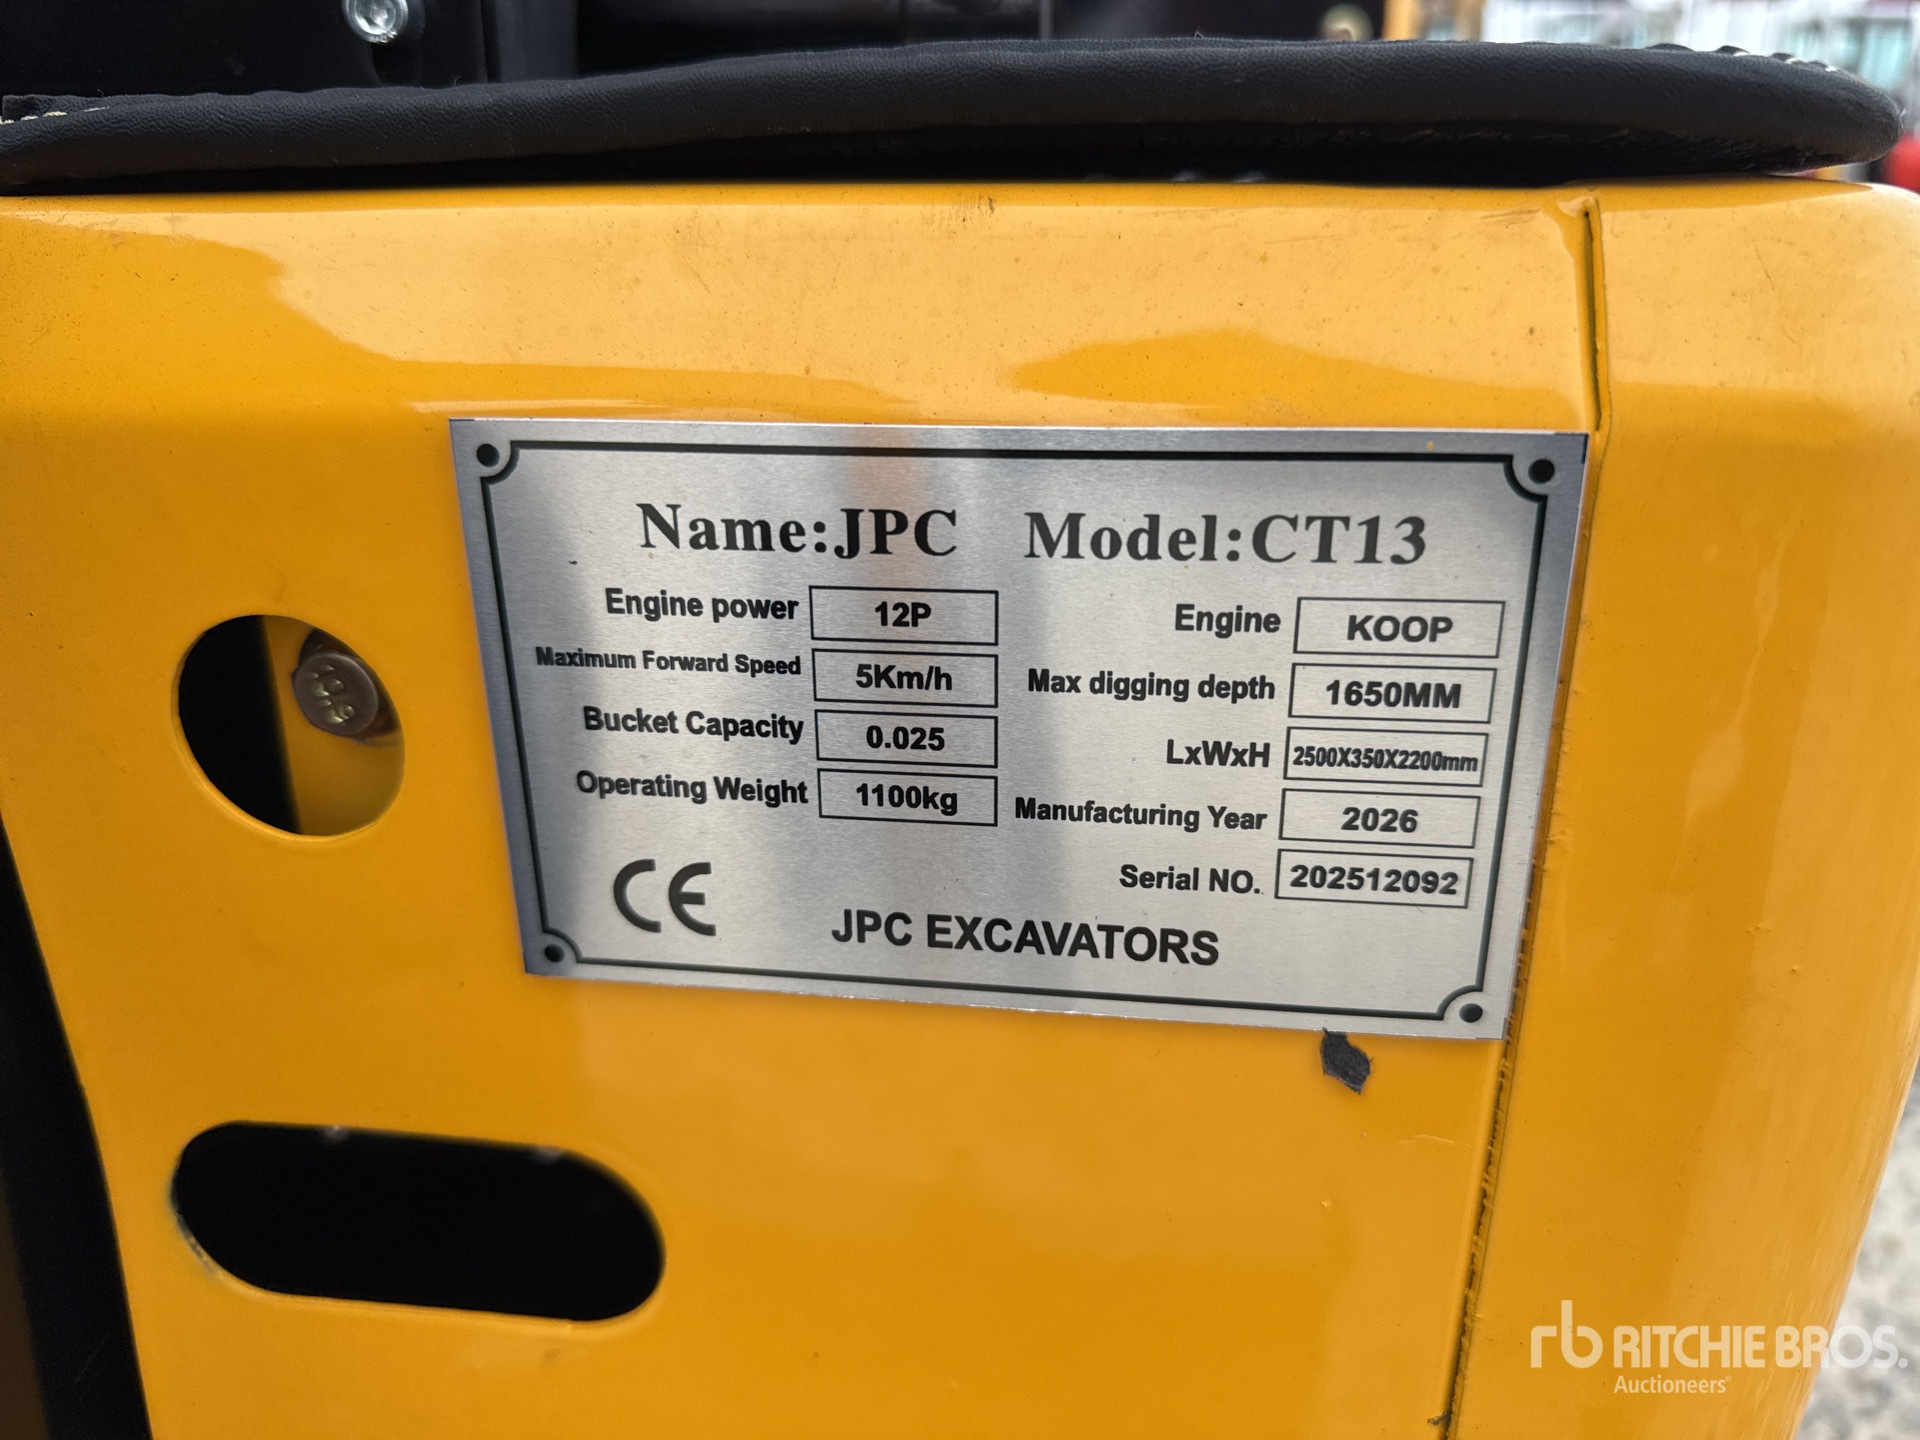 Name:JPC Model:CT13
Engine power 12P
Maximum Forward Speed 5Km/h
Bucket Capacity 0.025
Operating Weight 1100kg
Engine KOOP
Max digging depth 1650MM
LxWxH 2500X350X2200mm
Manufacturing Year 2026
Serial NO. 202512092
CE
JPC EXCAVATORS
rb RITCHIE BROS.
Auctioneers